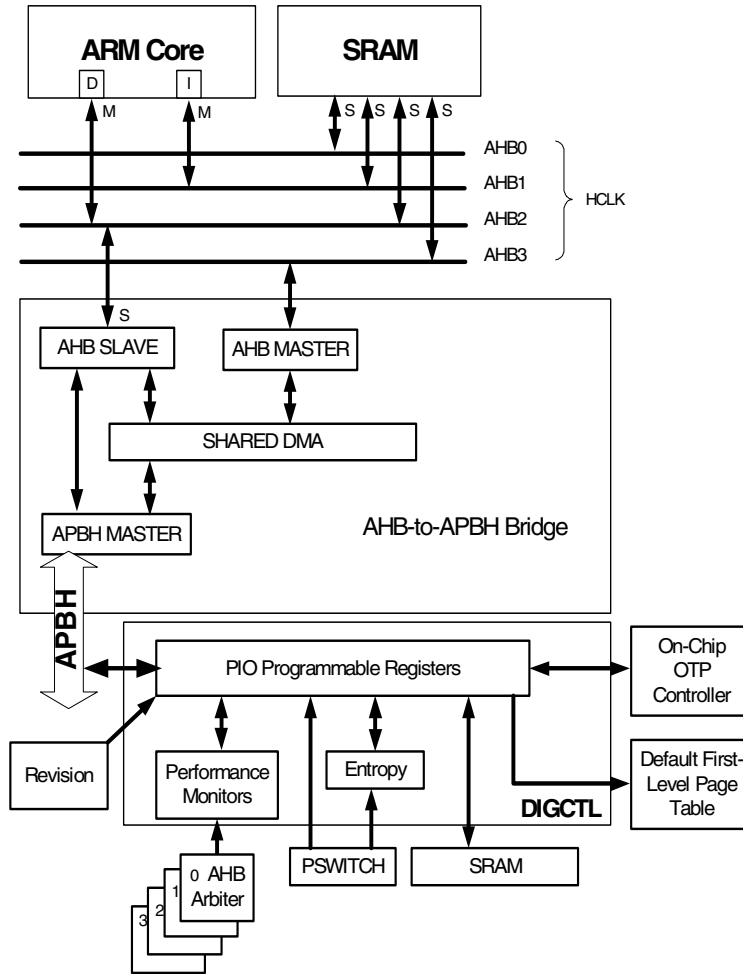 ARM Core
SRAM
D
I
M
M
S
S
S
S
AHB0
AHB1
AHB2
AHB3
HCLK
S
AHB SLAVE
AHB MASTER
SHARED DMA
APBH MASTER
AHB-to-APBH Bridge
APBH
PIO Programmable Registers
On-Chip
OTP
Controller
Revision
Performance
Monitors
Entropy
Default First-
Level Page
Table
DIGCTL
PSWITCH
SRAM
0 AHB
Arbiter
1
2
3